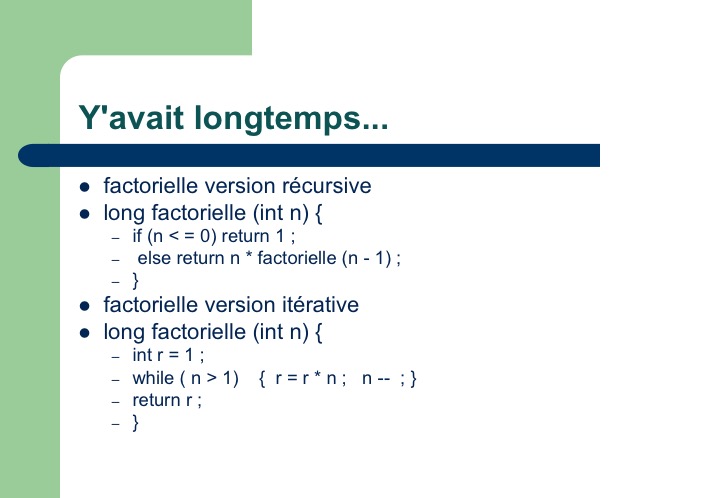 Y'avait longtemps...
● factorielle version récursive
● long factorielle (int n) {
– if (n < = 0) return 1 ;
– else return n * factorielle (n - 1) ;
– }
● factorielle version itérative
● long factorielle (int n) {
– int r = 1 ;
– while ( n > 1) { r = r * n ; n -- ; }
– return r ;
– }